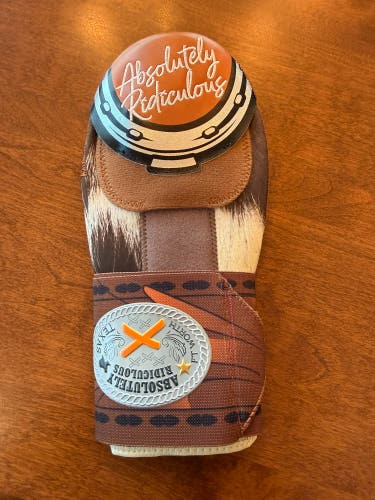 Absolutely
Ridiculous
FT WORTH
TEXAS
ABSOLUTELY
RIDICULOUS